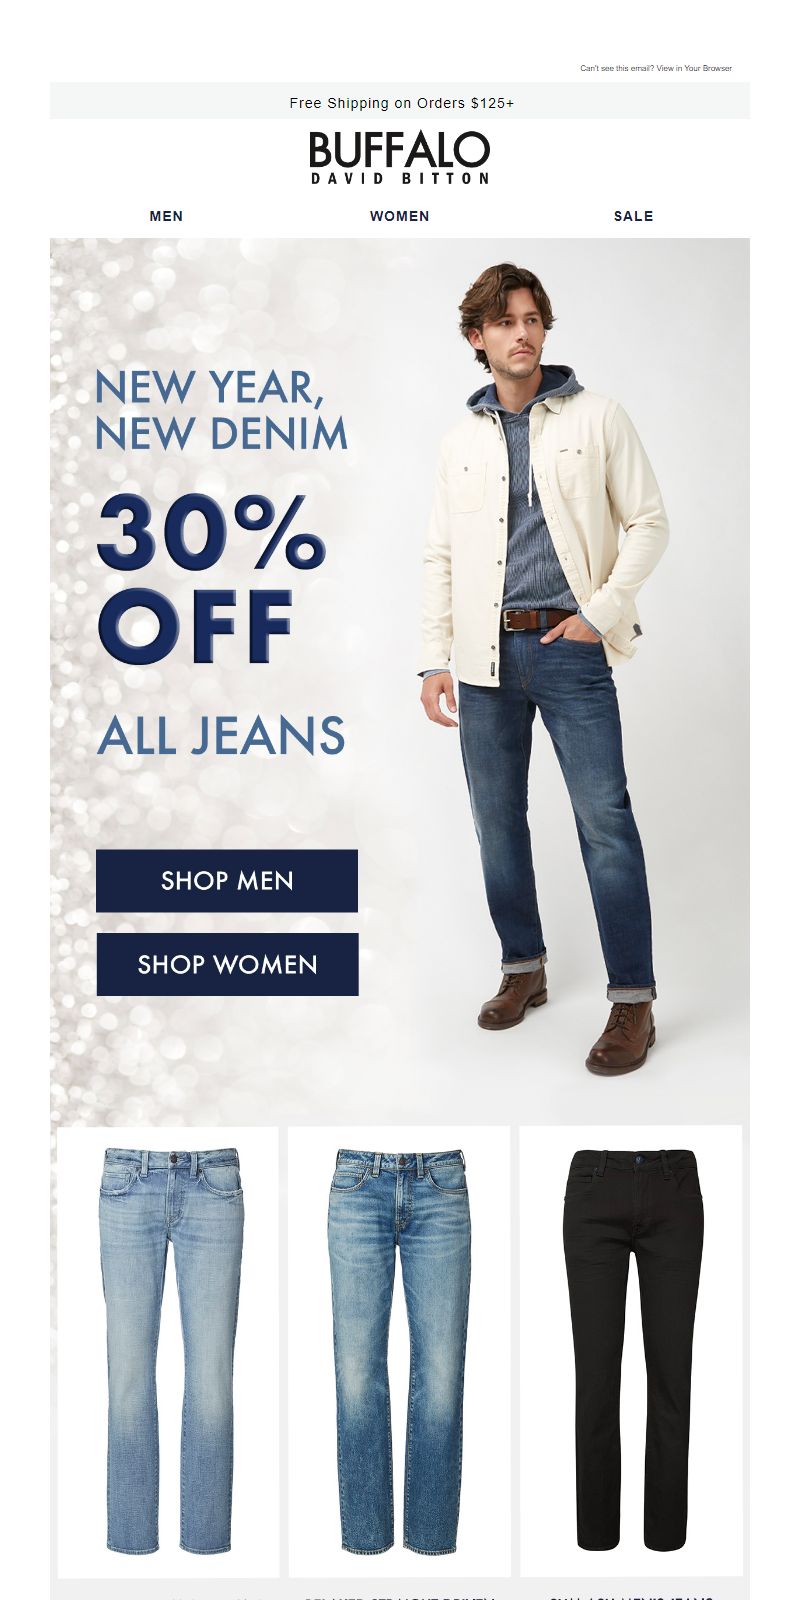 Can't see this email? View in Your Browser
Free Shipping on Orders $125+
BUFFALO
DAVID BITTON
MEN WOMEN SALE
NEW YEAR,
NEW DENIM
30%
OFF
ALL JEANS
SHOP MEN
SHOP WOMEN